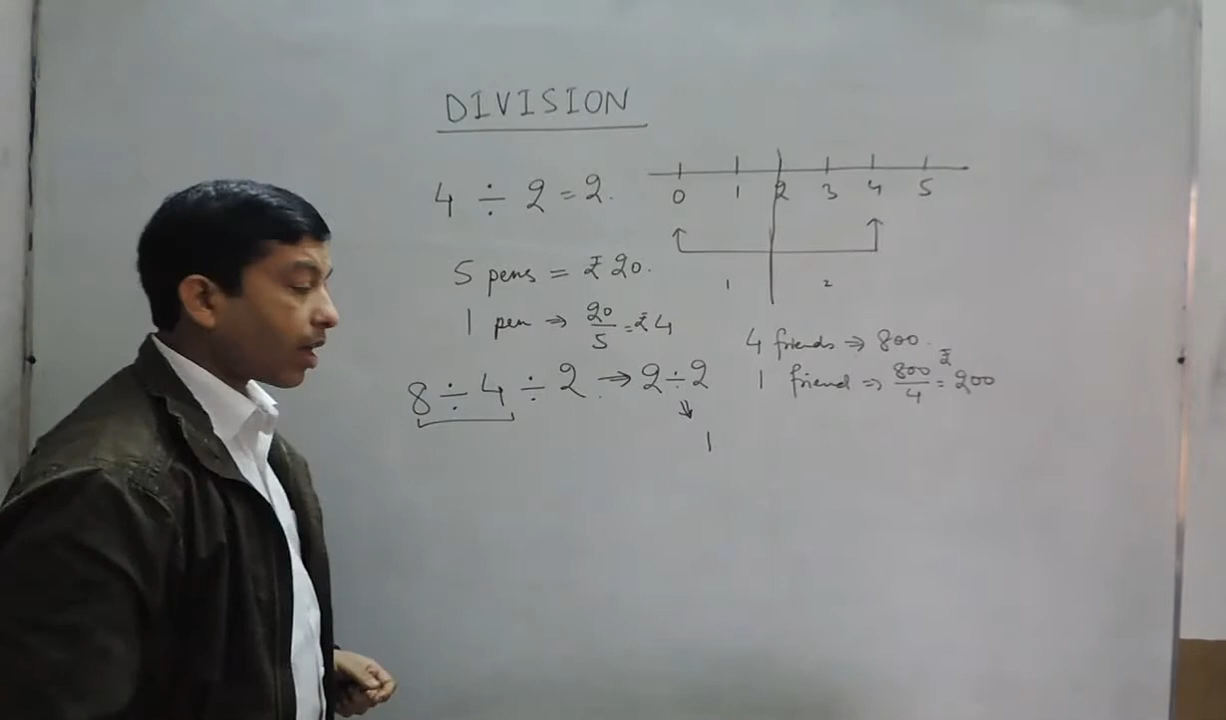 DIVISION
4 ÷ 2 = 2.
0 1 2 3 4 5
1 2
5 pens = ₹ 20.
1 pen ⇒ 20/5 = ₹ 4
4 friends ⇒ 800.
1 friend ⇒ 800/4 = ₹ 200
8 ÷ 4 ÷ 2 ⇒ 2 ÷ 2
⇓
1